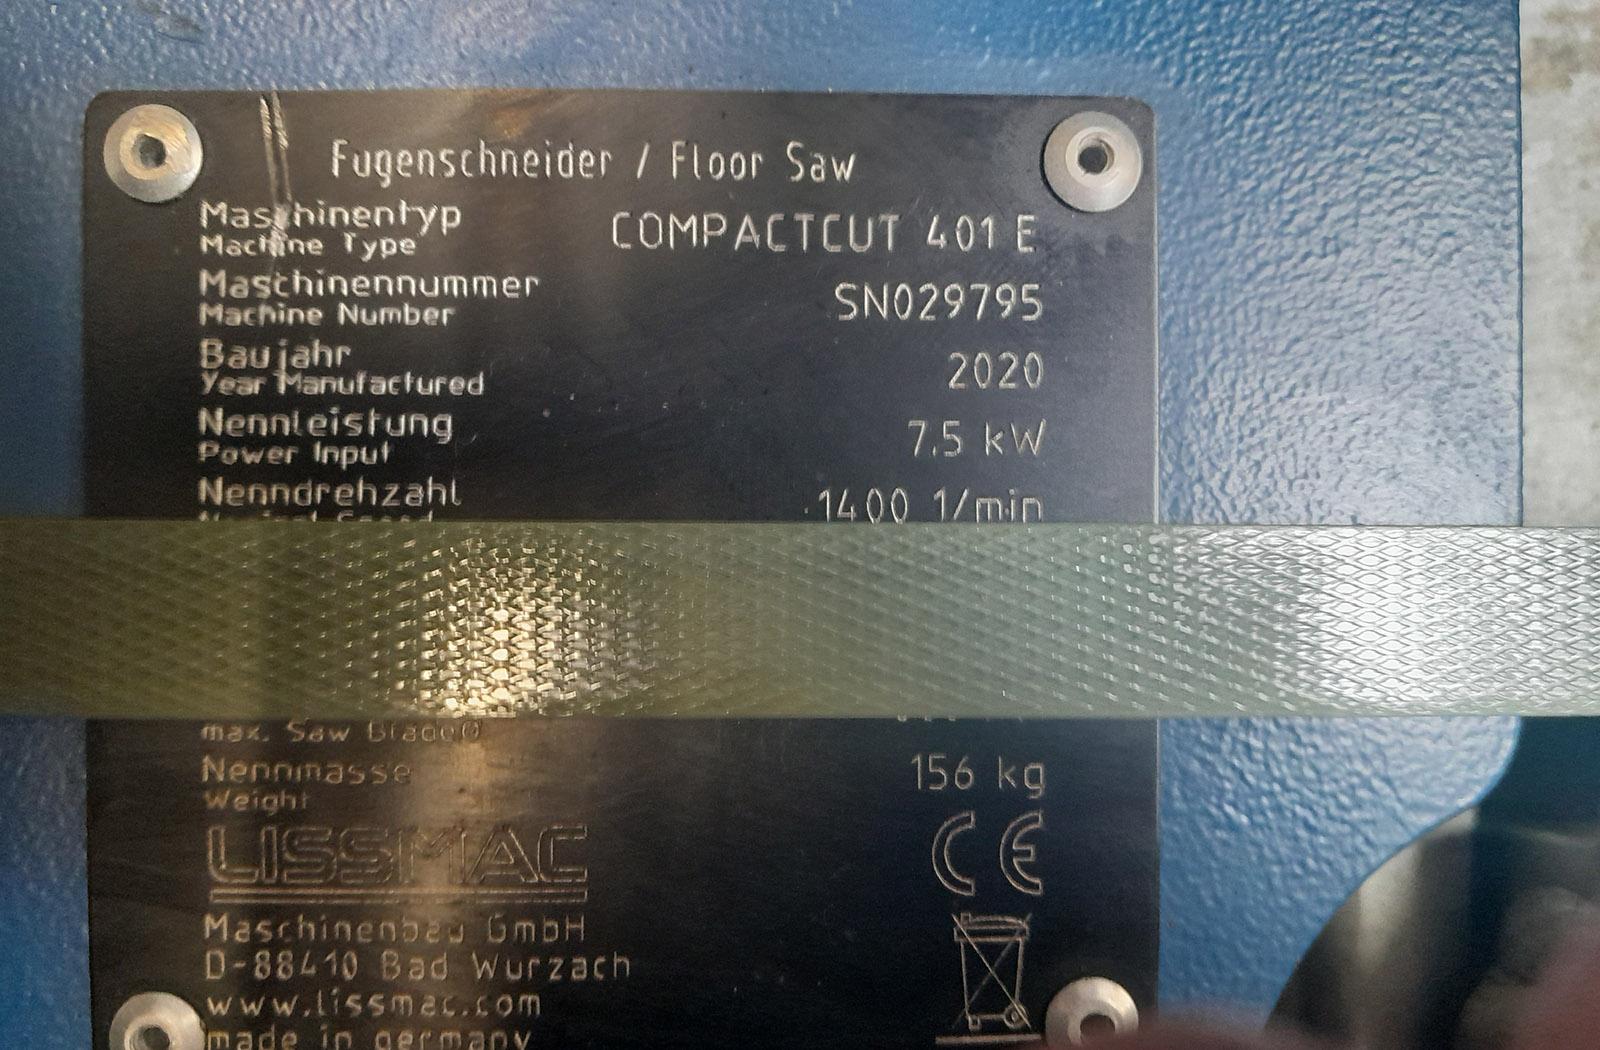 Fugenschneider / Floor Saw
Maschinentyp COMPACTCUT 401 E
Machine Type
Maschinennummer SN029795
Machine Number
Baujahr 2020
Year Manufactured
Nennleistung 7.5 kW
Power Input
Nenndrehzahl 1400 1/min
max. Saw Blade Ø
Nennmasse 156 kg
Weight
LISSMAC CE
Maschinenbau GmbH
D-88410 Bad Wurzach
www.lissmac.com
made in germany